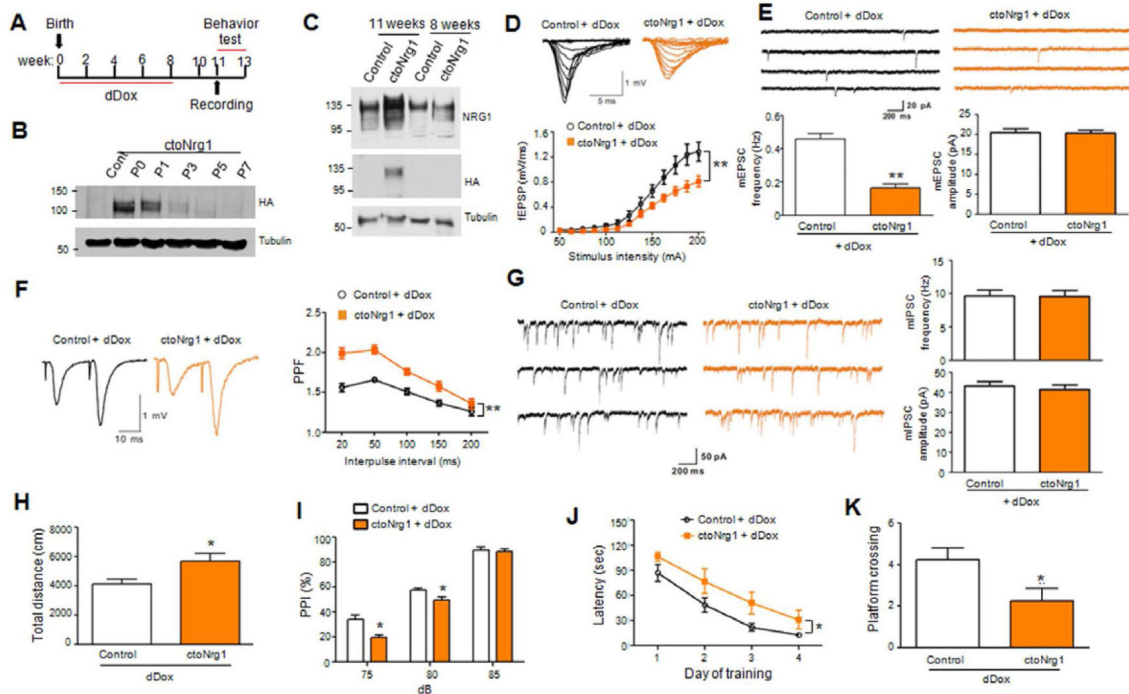 A
Birth
Behavior
test
week:
0 2 4 6 8 10 11 13
dDox
Recording
B
ctoNrg1
Cont P0 P1 P3 P5 P7
150
100
HA
50
Tubulin
C
11 weeks 8 weeks
Control ctoNrg1 Control ctoNrg1
135
95
NRG1
135
95
HA
50
Tubulin
D
Control + dDox ctoNrg1 + dDox
1 mV
5 ms
Control + dDox
ctoNrg1 + dDox
fEPSP (mV/ms)
1.6
1.2
0.8
0.4
0.0
**
50 100 150 200
Stimulus intensity (mA)
E
Control + dDox ctoNrg1 + dDox
20 pA
200 ms
mEPSC
frequency (Hz)
0.6
0.4
0.2
0
**
Control ctoNrg1
+ dDox
mEPSC
amplitude (pA)
25
20
15
10
5
0
Control ctoNrg1
+ dDox
F
Control + dDox ctoNrg1 + dDox
1 mV
10 ms
Control + dDox
ctoNrg1 + dDox
PPF
2.5
2.0
1.5
1.0
**
20 50 100 150 200
Interpulse interval (ms)
G
Control + dDox ctoNrg1 + dDox
50 pA
200 ms
mIPSC
frequency (Hz)
15
10
5
0
mIPSC
amplitude (pA)
50
40
30
20
10
0
Control ctoNrg1
+ dDox
H
Total distance (cm)
8000
6000
4000
2000
0
*
Control ctoNrg1
dDox
I
Control + dDox
ctoNrg1 + dDox
PPI (%)
100
80
60
40
20
0
* *
75 80 85
dB
J
Control + dDox
ctoNrg1 + dDox
Latency (sec)
150
120
90
60
30
0
*
1 2 3 4
Day of training
K
Platform crossing
6
4
2
0
*
Control ctoNrg1
dDox